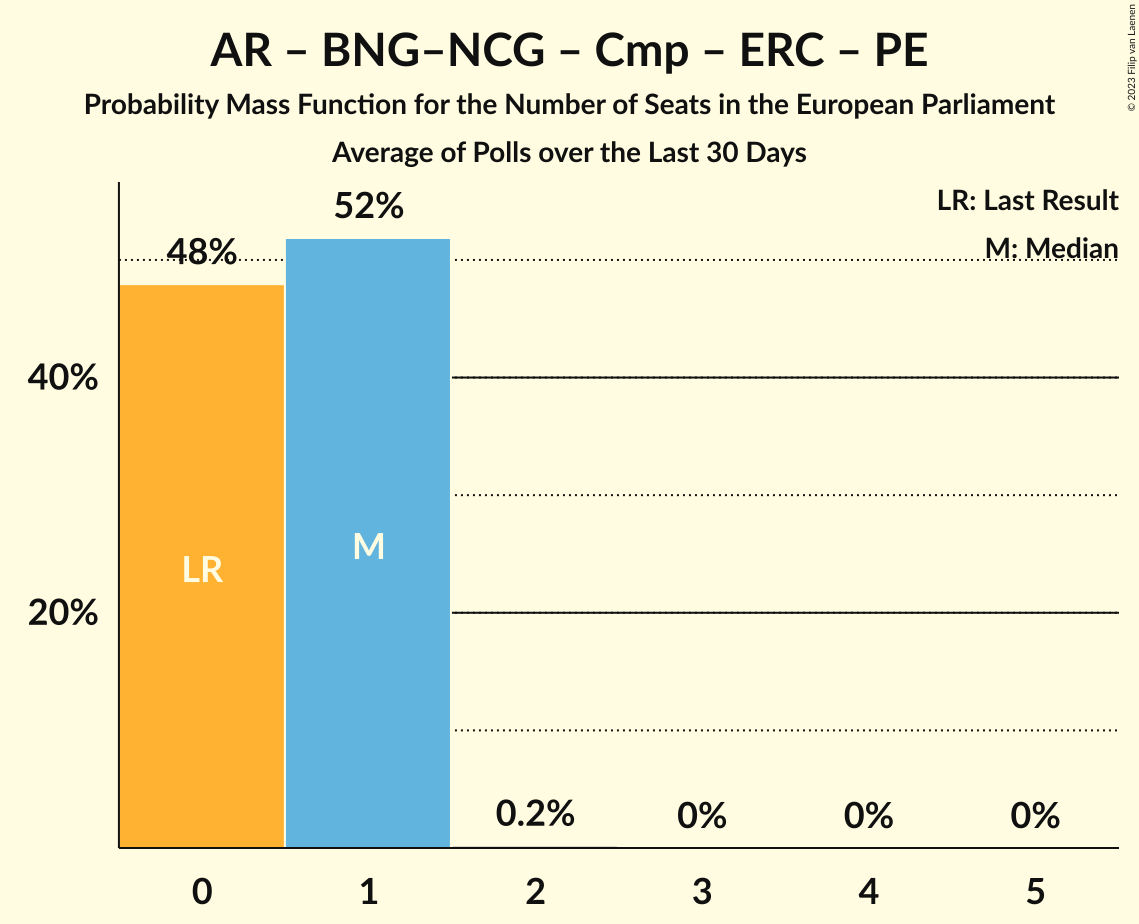 AR – BNG–NCG – Cmp – ERC – PE
Probability Mass Function for the Number of Seats in the European Parliament
Average of Polls over the Last 30 Days
© 2023 Filip van Laenen
LR: Last Result
M: Median
52%
48%
40%
20%
LR
M
0.2%
0%
0%
0%
0
1
2
3
4
5